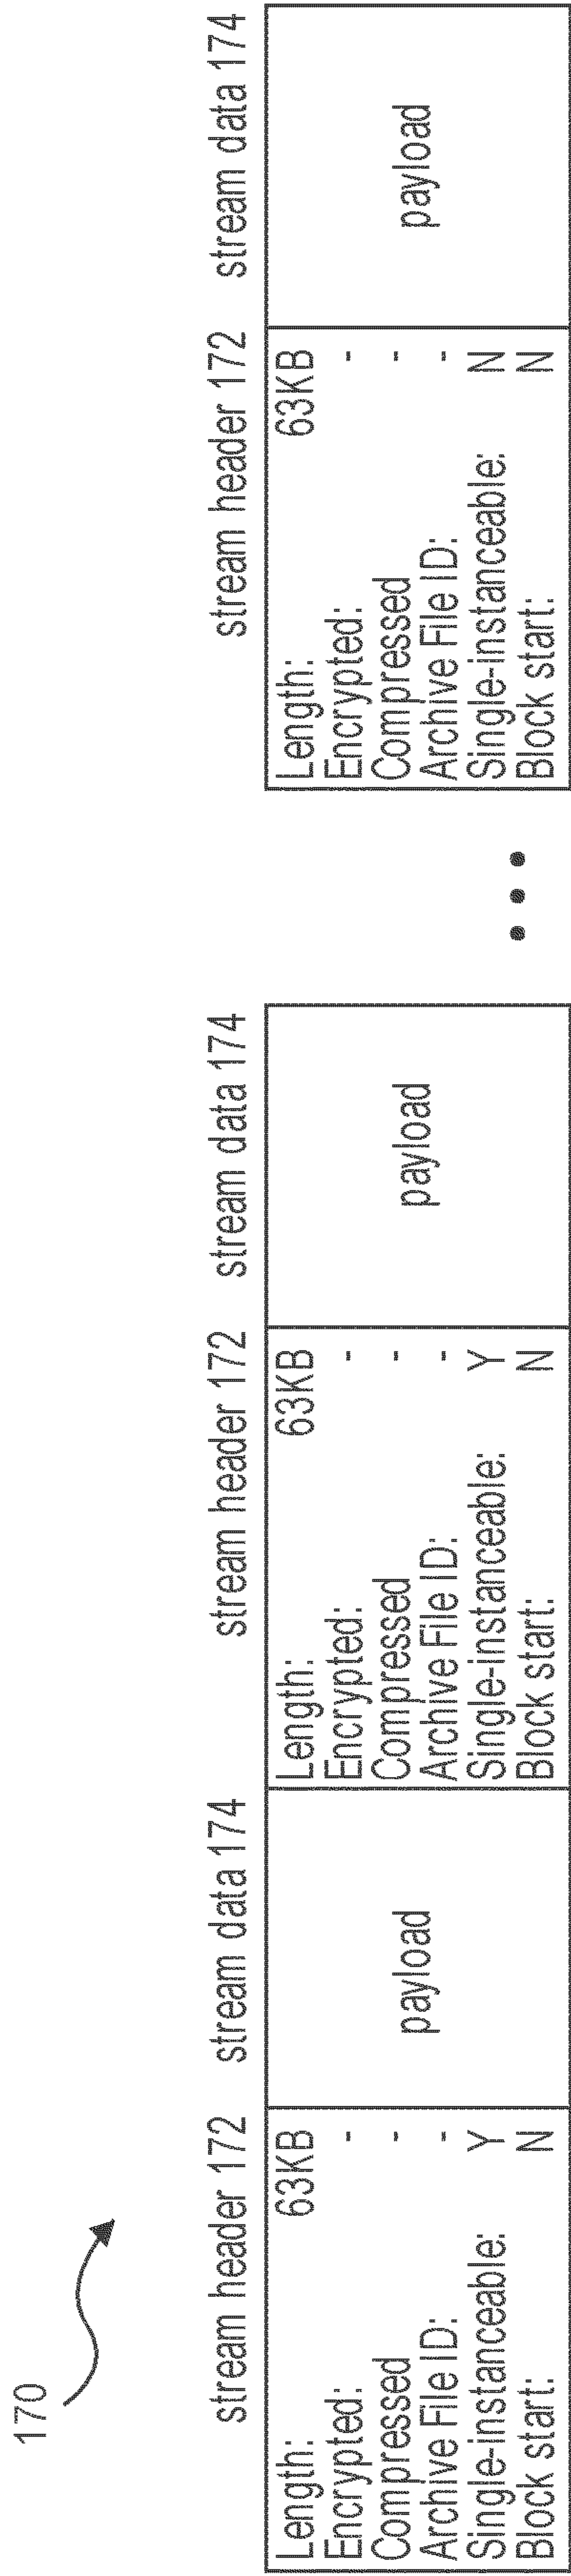 170
stream header 172
Length: 63KB
Encrypted: -
Compressed -
Archive File ID: -
Single-instanceable: Y
Block start: N
stream data 174
payload
stream header 172
Length: 63KB
Encrypted: -
Compressed -
Archive File ID: -
Single-instanceable: Y
Block start: N
stream data 174
payload
stream header 172
Length: 63KB
Encrypted: -
Compressed -
Archive File ID: -
Single-instanceable: N
Block start: N
stream data 174
payload